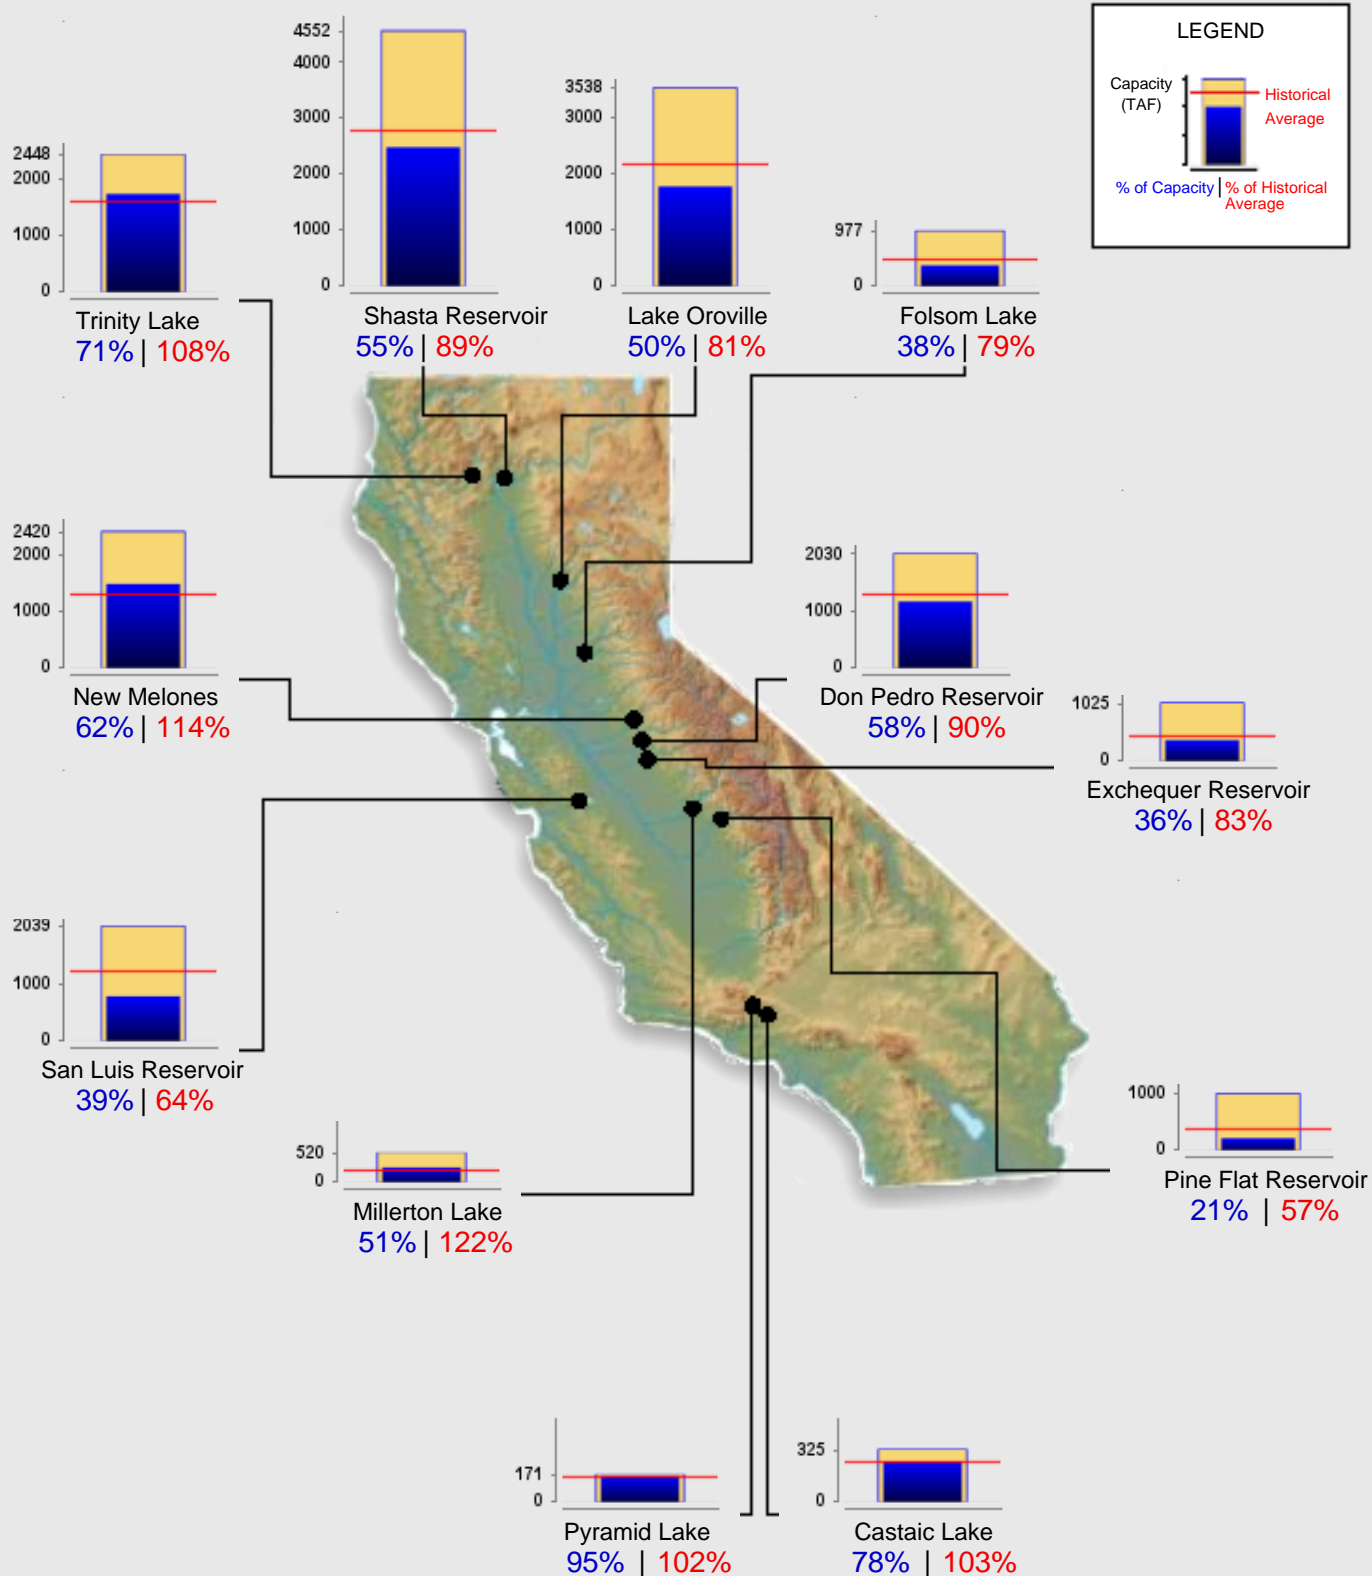 LEGEND
Capacity
(TAF)
Historical
Average
% of Capacity | % of Historical
Average
2448
2000
1000
0
Trinity Lake
71% | 108%
4552
4000
3000
2000
1000
0
Shasta Reservoir
55% | 89%
3538
3000
2000
1000
0
Lake Oroville
50% | 81%
977
0
Folsom Lake
38% | 79%
2420
2000
1000
0
New Melones
62% | 114%
2030
1000
0
Don Pedro Reservoir
58% | 90%
1025
0
Exchequer Reservoir
36% | 83%
2039
1000
0
San Luis Reservoir
39% | 64%
520
0
Millerton Lake
51% | 122%
1000
0
Pine Flat Reservoir
21% | 57%
171
0
Pyramid Lake
95% | 102%
325
0
Castaic Lake
78% | 103%